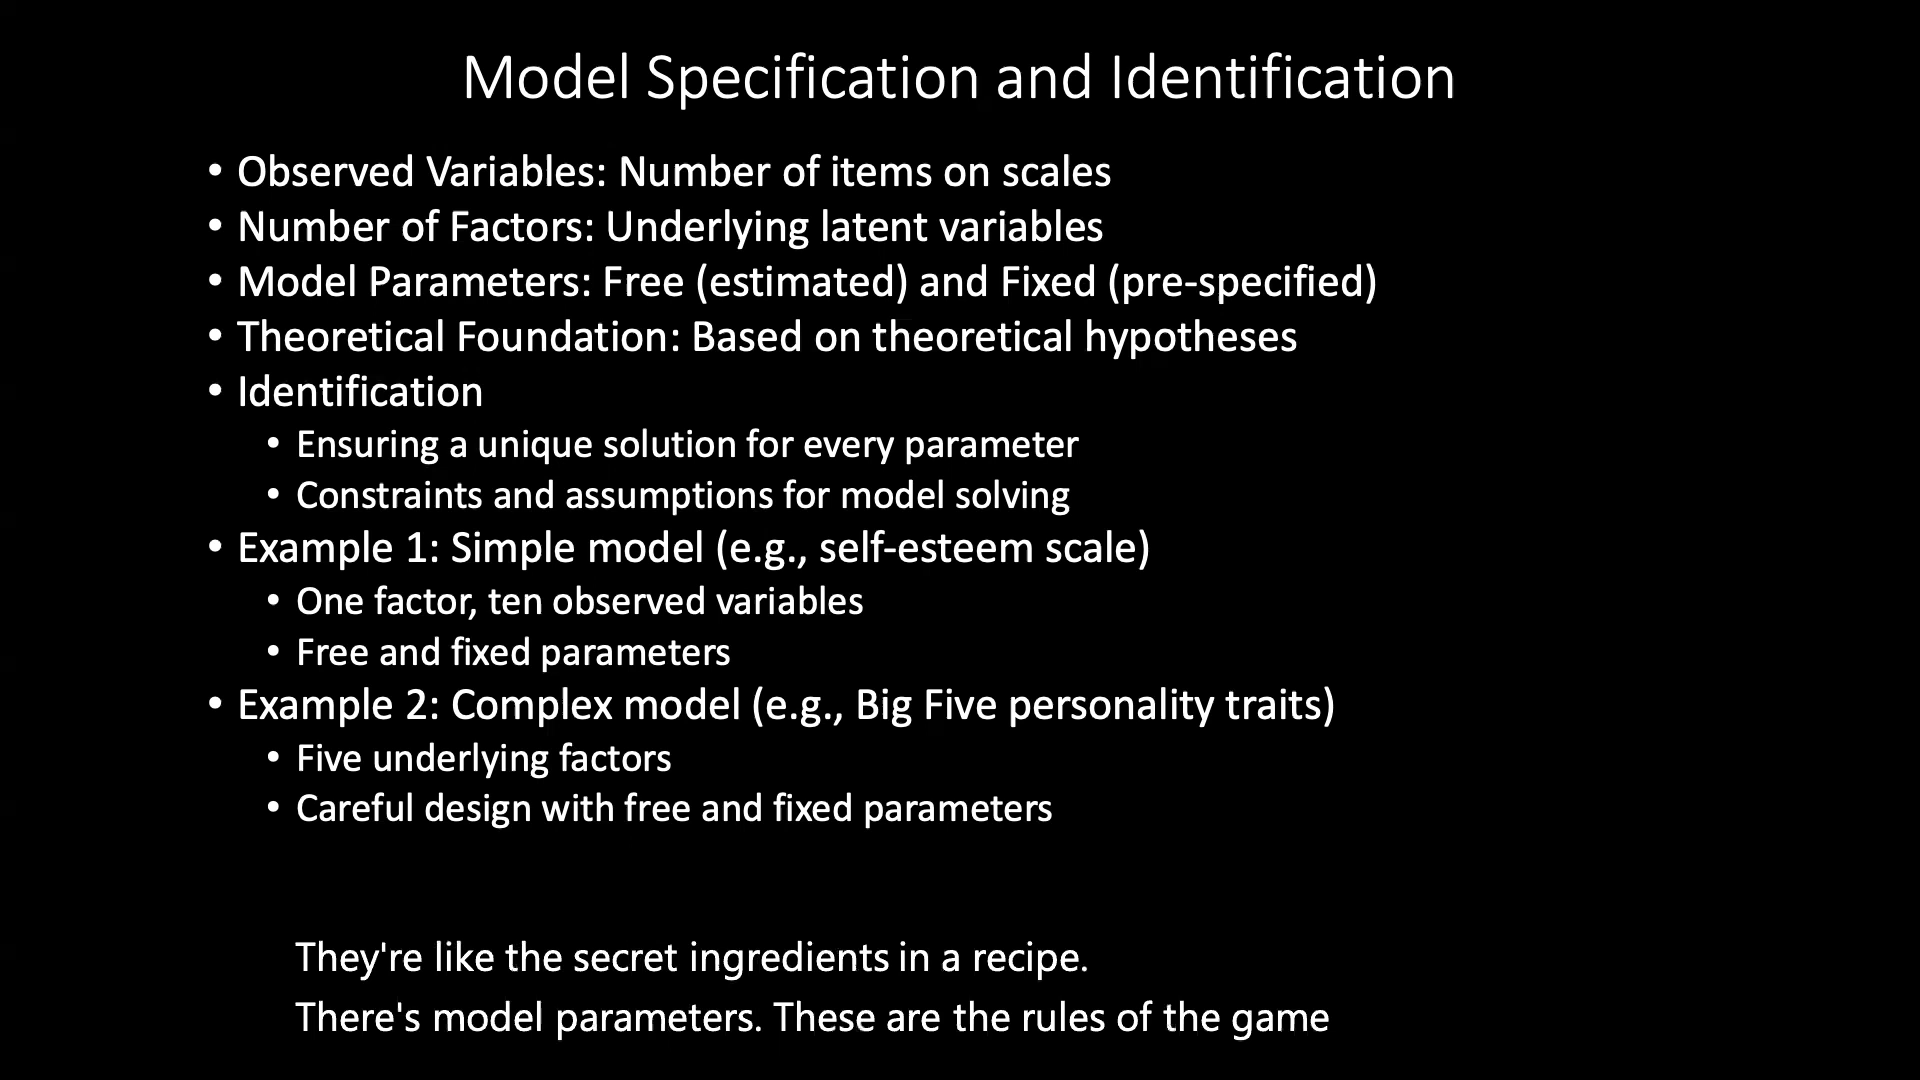 Model Specification and Identification
• Observed Variables: Number of items on scales
• Number of Factors: Underlying latent variables
• Model Parameters: Free (estimated) and Fixed (pre-specified)
• Theoretical Foundation: Based on theoretical hypotheses
• Identification
• Ensuring a unique solution for every parameter
• Constraints and assumptions for model solving
• Example 1: Simple model (e.g., self-esteem scale)
• One factor, ten observed variables
• Free and fixed parameters
• Example 2: Complex model (e.g., Big Five personality traits)
• Five underlying factors
• Careful design with free and fixed parameters
They're like the secret ingredients in a recipe.
There's model parameters. These are the rules of the game